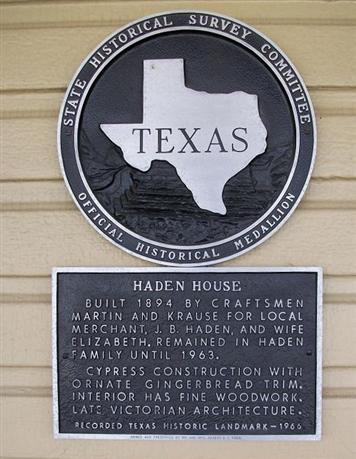 STATE HISTORICAL SURVEY COMMITTEE
TEXAS
OFFICIAL HISTORICAL MEDALLION
HADEN HOUSE
BUILT 1894 BY CRAFTSMEN
MARTIN AND KRAUSE FOR LOCAL
MERCHANT, J. B. HADEN, AND WIFE
ELIZABETH. REMAINED IN HADEN
FAMILY UNTIL 1963.
CYPRESS CONSTRUCTION WITH
ORNATE GINGERBREAD TRIM.
INTERIOR HAS FINE WOODWORK.
LATE VICTORIAN ARCHITECTURE.
RECORDED TEXAS HISTORIC LANDMARK—1966